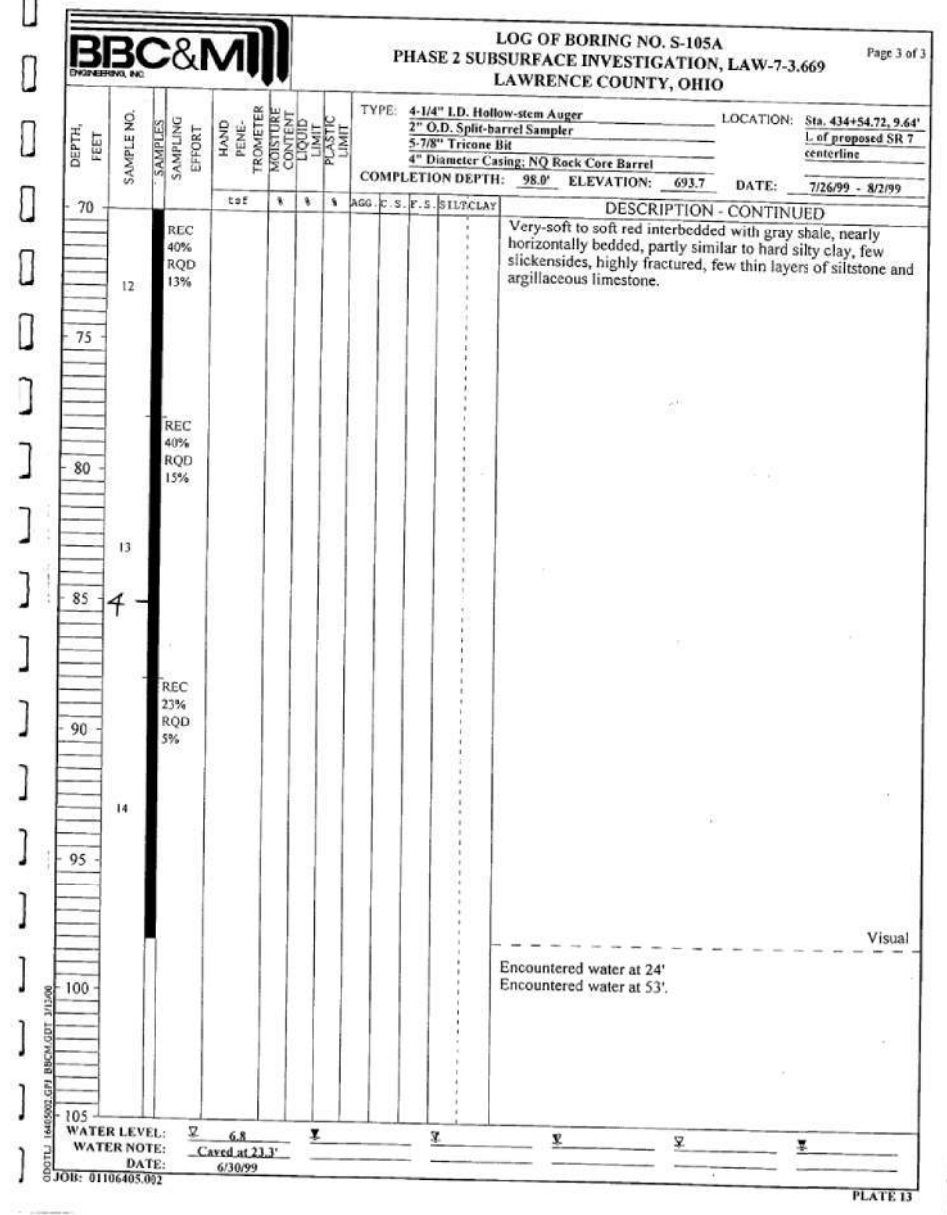 BBC&M
ENGINEERING, INC.
LOG OF BORING NO. S-105A
PHASE 2 SUBSURFACE INVESTIGATION, LAW-7-3.669
LAWRENCE COUNTY, OHIO
Page 3 of 3
DEPTH, FEET
SAMPLE NO.
SAMPLES
SAMPLING EFFORT
HAND PENE-TROMETER
MOISTURE CONTENT
LIQUID LIMIT
PLASTIC LIMIT
TYPE: 4-1/4" I.D. Hollow-stem Auger
2" O.D. Split-barrel Sampler
5-7/8" Tricone Bit
4" Diameter Casing; NQ Rock Core Barrel
LOCATION: Sta. 434+54.72, 9.64'
L of proposed SR 7
centerline
COMPLETION DEPTH: 98.0' ELEVATION: 693.7 DATE: 7/26/99 - 8/2/99
tsf % % % AGG. C.S. F.S. SILT CLAY
DESCRIPTION - CONTINUED
70
REC
40%
RQD
13%
12
Very-soft to soft red interbedded with gray shale, nearly
horizontally bedded, partly similar to hard silty clay, few
slickensides, highly fractured, few thin layers of siltstone and
argillaceous limestone.
75
REC
40%
RQD
15%
80
13
85
4
REC
23%
RQD
5%
90
14
95
Visual
Encountered water at 24'
Encountered water at 53'.
100
105
WATER LEVEL: 6.8
WATER NOTE: Caved at 23.3'
DATE: 6/30/99
JOB: 01106405.002
PLATE 13